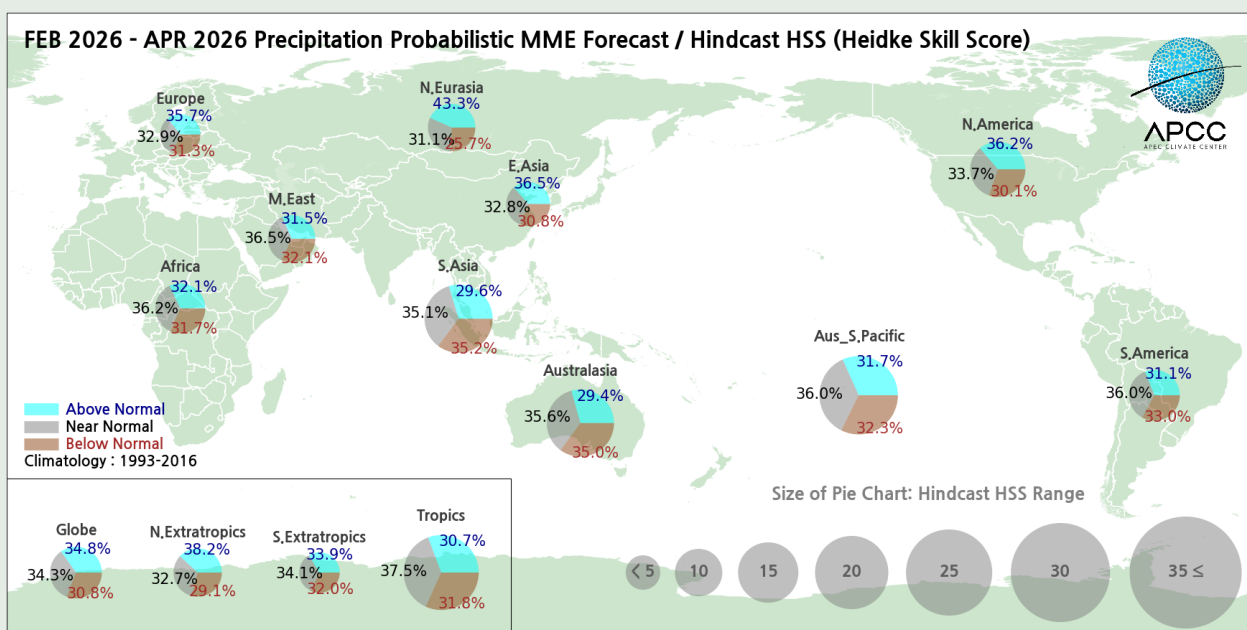 FEB 2026 - APR 2026 Precipitation Probabilistic MME Forecast / Hindcast HSS (Heidke Skill Score)
APCC
APEC CLIMATE CENTER
N.Eurasia
43.3%
31.1%
25.7%
Europe
35.7%
32.9%
31.3%
N.America
36.2%
33.7%
30.1%
E.Asia
36.5%
32.8%
30.8%
M.East
31.5%
36.5%
32.1%
Africa
32.1%
36.2%
31.7%
S.Asia
29.6%
35.1%
35.2%
Aus_S.Pacific
31.7%
36.0%
32.3%
S.America
31.1%
36.0%
33.0%
Australasia
29.4%
35.6%
35.0%
Above Normal
Near Normal
Below Normal
Climatology : 1993-2016
Globe
34.8%
34.3%
30.8%
N.Extratropics
38.2%
32.7%
29.1%
S.Extratropics
33.9%
34.1%
32.0%
Tropics
30.7%
37.5%
31.8%
Size of Pie Chart: Hindcast HSS Range
< 5 10 15 20 25 30 35 ≤